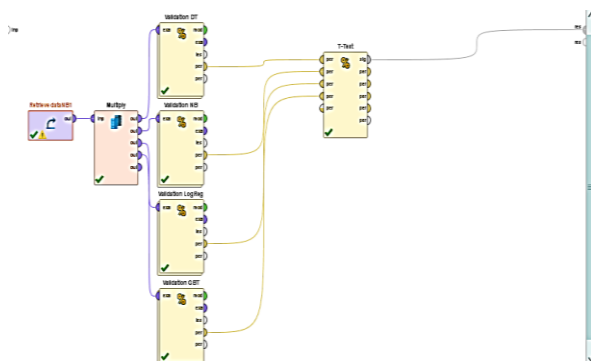 inp
Validation DT
exa
mod
exa
tes
per
per
T-Test
per
per
per
per
per
sig
per
per
per
per
per
res
res
Multiply
inp
out
out
out
out
out
out
Validation NB
exa
mod
exa
tes
per
per
Validation LogReg
exa
mod
exa
tes
per
per
Validation GBT
exa
mod
exa
tes
per
per